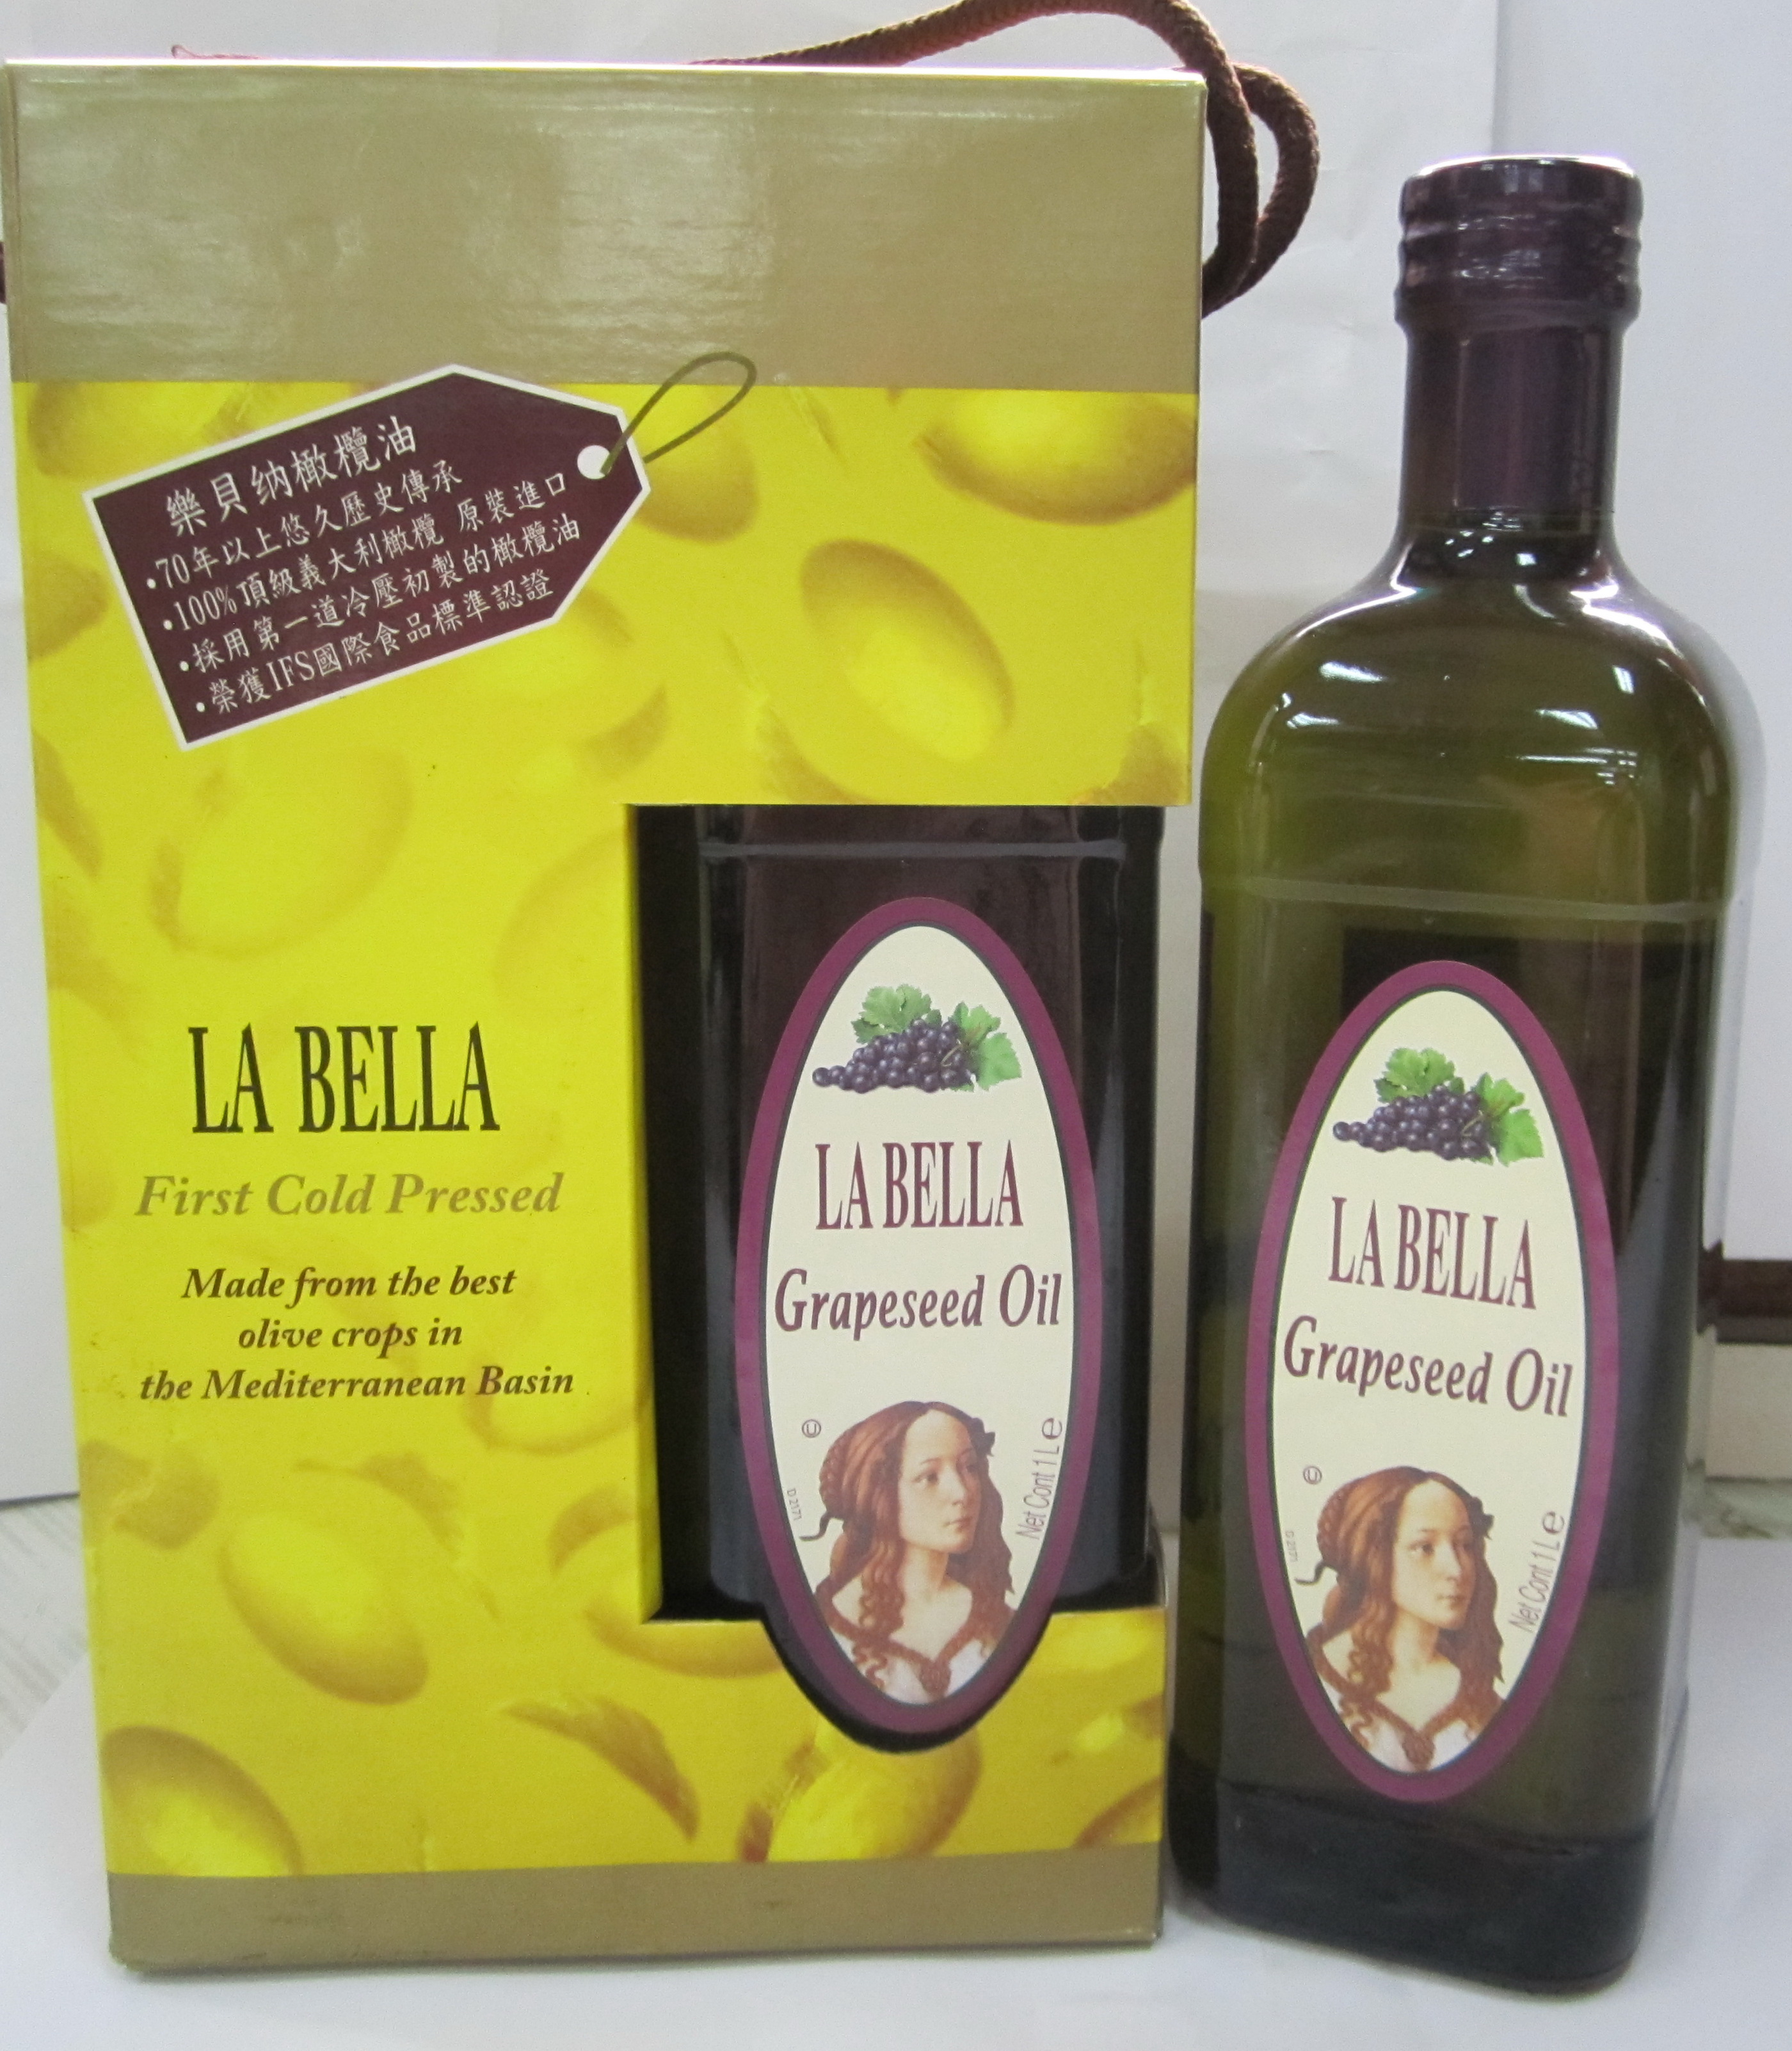 樂貝纳橄欖油
•70年以上悠久歷史傳承
•100%頂級義大利橄欖 原裝進口
•採用第一道冷壓初製的橄欖油
•榮獲IFS國際食品標準認證
LA BELLA
First Cold Pressed
Made from the best
olive crops in
the Mediterranean Basin
LA BELLA
Grapeseed Oil
U
D 2171
Net Cont 1 L e
LA BELLA
Grapeseed Oil
U
D 2171
Net Cont 1 L e